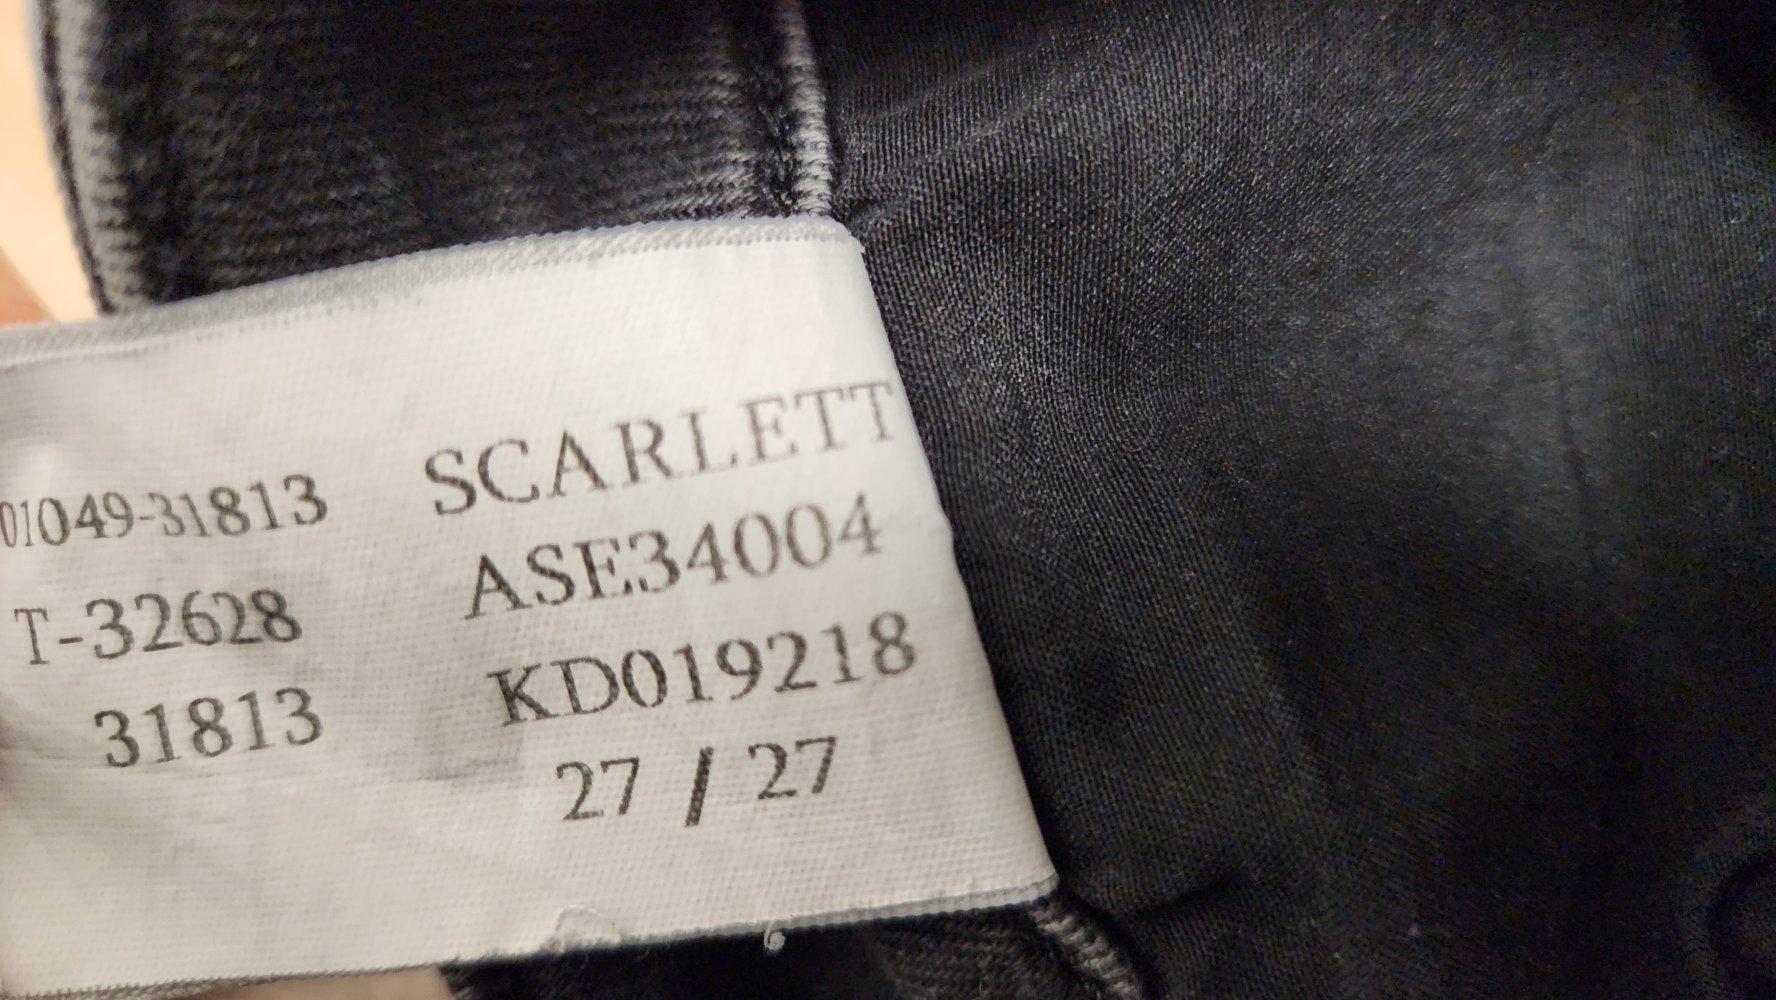 SCARLETT
01049-31813
ASE34004
T-32628
KD019218
31813
27 / 27